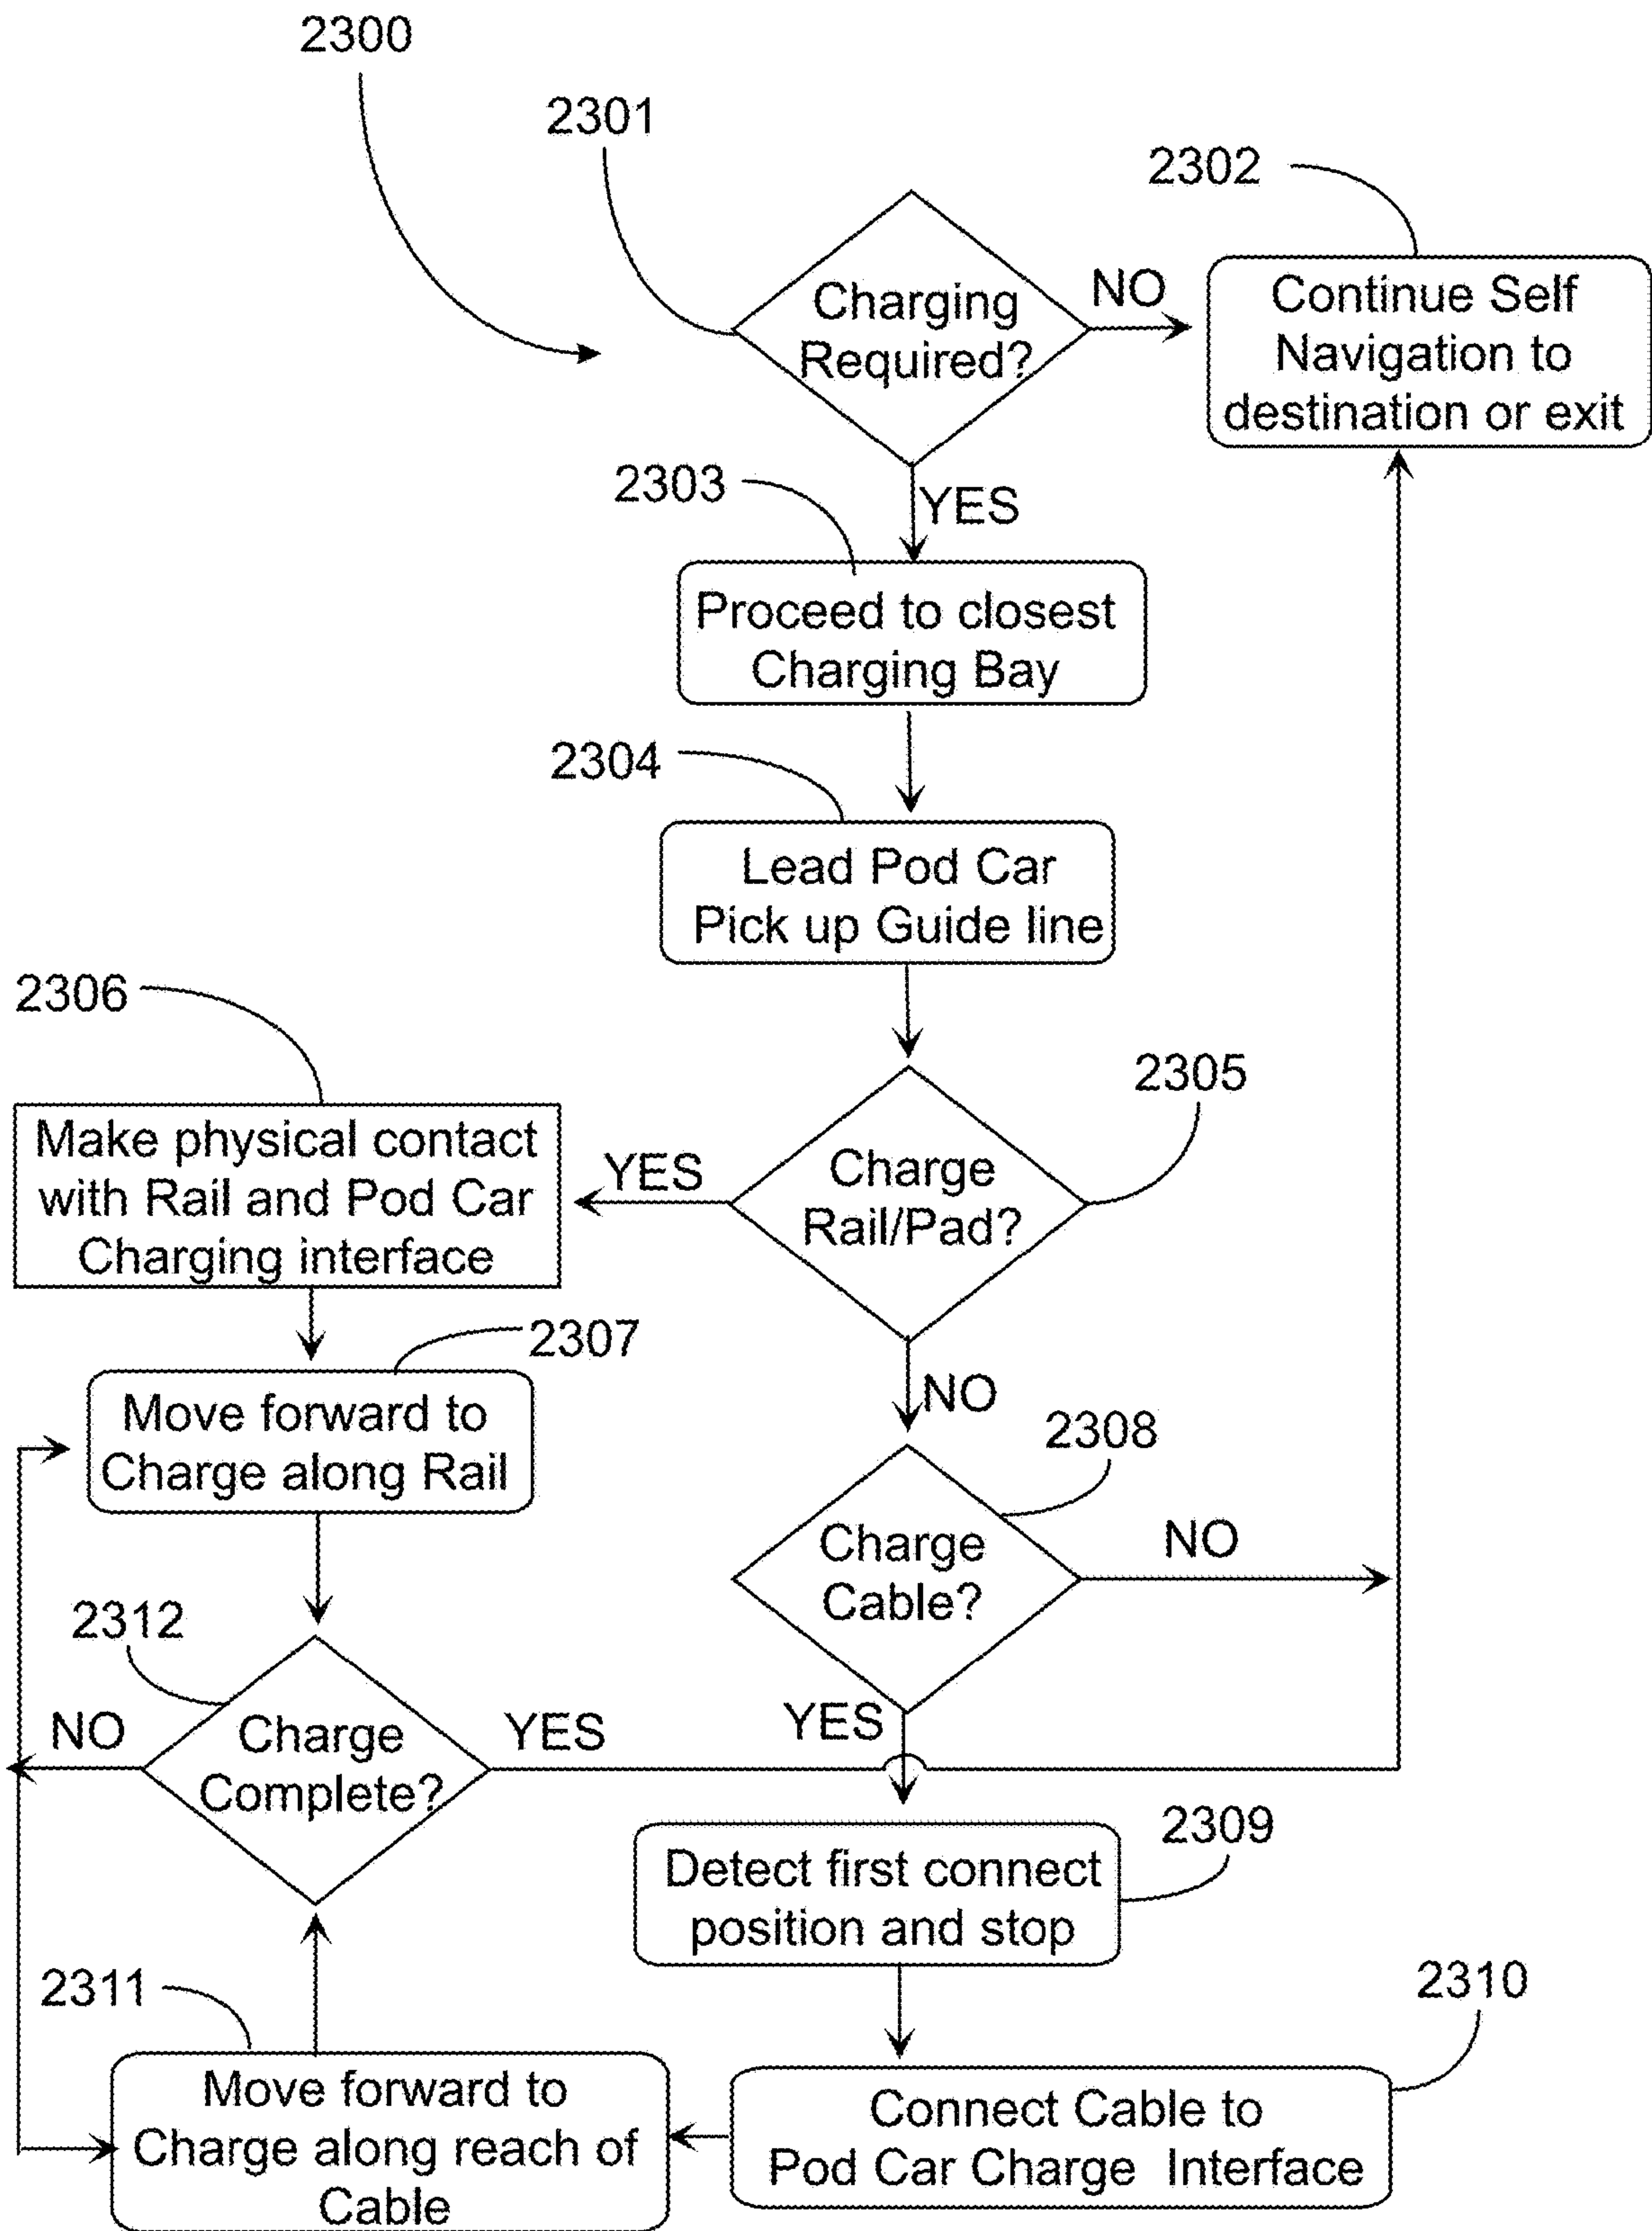 2300
2301
2302
Charging
Required?
NO
Continue Self
Navigation to
destination or exit
2303
YES
Proceed to closest
Charging Bay
2304
Lead Pod Car
Pick up Guide line
2306
2305
Make physical contact
with Rail and Pod Car
Charging interface
YES
Charge
Rail/Pad?
2307
NO
Move forward to
Charge along Rail
2308
Charge
Cable?
NO
2312
NO
Charge
Complete?
YES
YES
2309
Detect first connect
position and stop
2311
2310
Move forward to
Charge along reach of
Cable
Connect Cable to
Pod Car Charge Interface